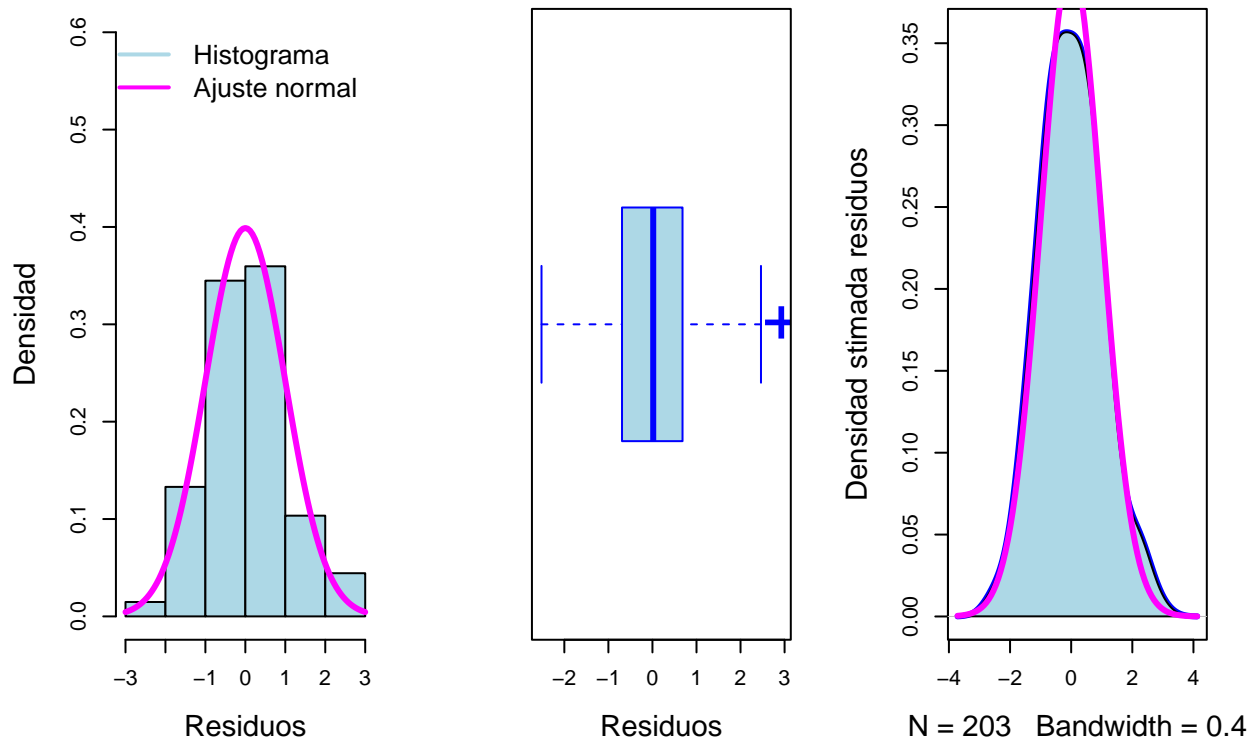 Histograma
Ajuste normal
Densidad
0.0 0.1 0.2 0.3 0.4 0.5 0.6
−3 −1 0 1 2 3
Residuos
−2 −1 0 1 2 3
Residuos
Densidad stimada residuos
0.00 0.05 0.10 0.15 0.20 0.25 0.30 0.35
−4 −2 0 2 4
N = 203 Bandwidth = 0.4